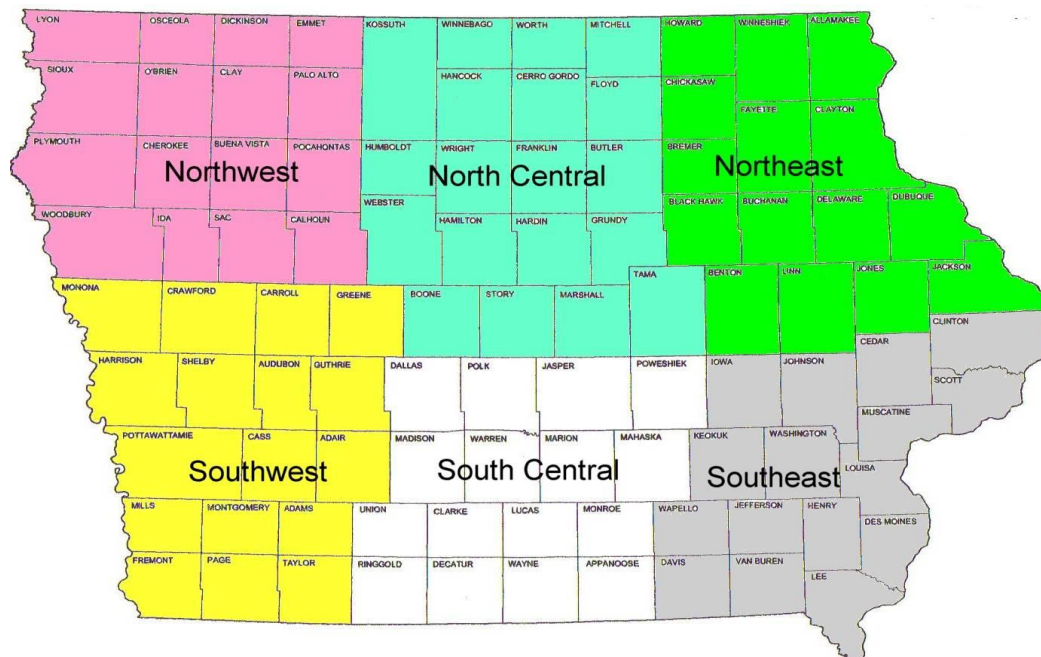 LYON OSCEOLA DICKINSON EMMET KOSSUTH WINNEBAGO WORTH MITCHELL HOWARD WINNESHIEK ALLAMAKEE
SIOUX O'BRIEN CLAY PALO ALTO HANCOCK CERRO GORDO FLOYD CHICKASAW
FAYETTE CLAYTON
PLYMOUTH CHEROKEE BUENA VISTA POCAHONTAS HUMBOLDT WRIGHT FRANKLIN BUTLER BREMER
Northwest North Central Northeast
WOODBURY IDA SAC CALHOUN WEBSTER HAMILTON HARDIN GRUNDY BLACK HAWK BUCHANAN DELAWARE DUBUQUE
MONONA CRAWFORD CARROLL GREENE BOONE STORY MARSHALL TAMA BENTON LINN JONES JACKSON
CLINTON
CEDAR
HARRISON SHELBY AUDUBON GUTHRIE DALLAS POLK JASPER POWESHIEK IOWA JOHNSON SCOTT
MUSCATINE
POTTAWATTAMIE CASS ADAIR MADISON WARREN MARION MAHASKA KEOKUK WASHINGTON
Southwest South Central Southeast
LOUISA
MILLS MONTGOMERY ADAMS UNION CLARKE LUCAS MONROE WAPELLO JEFFERSON HENRY
DES MOINES
FREMONT PAGE TAYLOR RINGGOLD DECATUR WAYNE APPANOOSE DAVIS VAN BUREN LEE